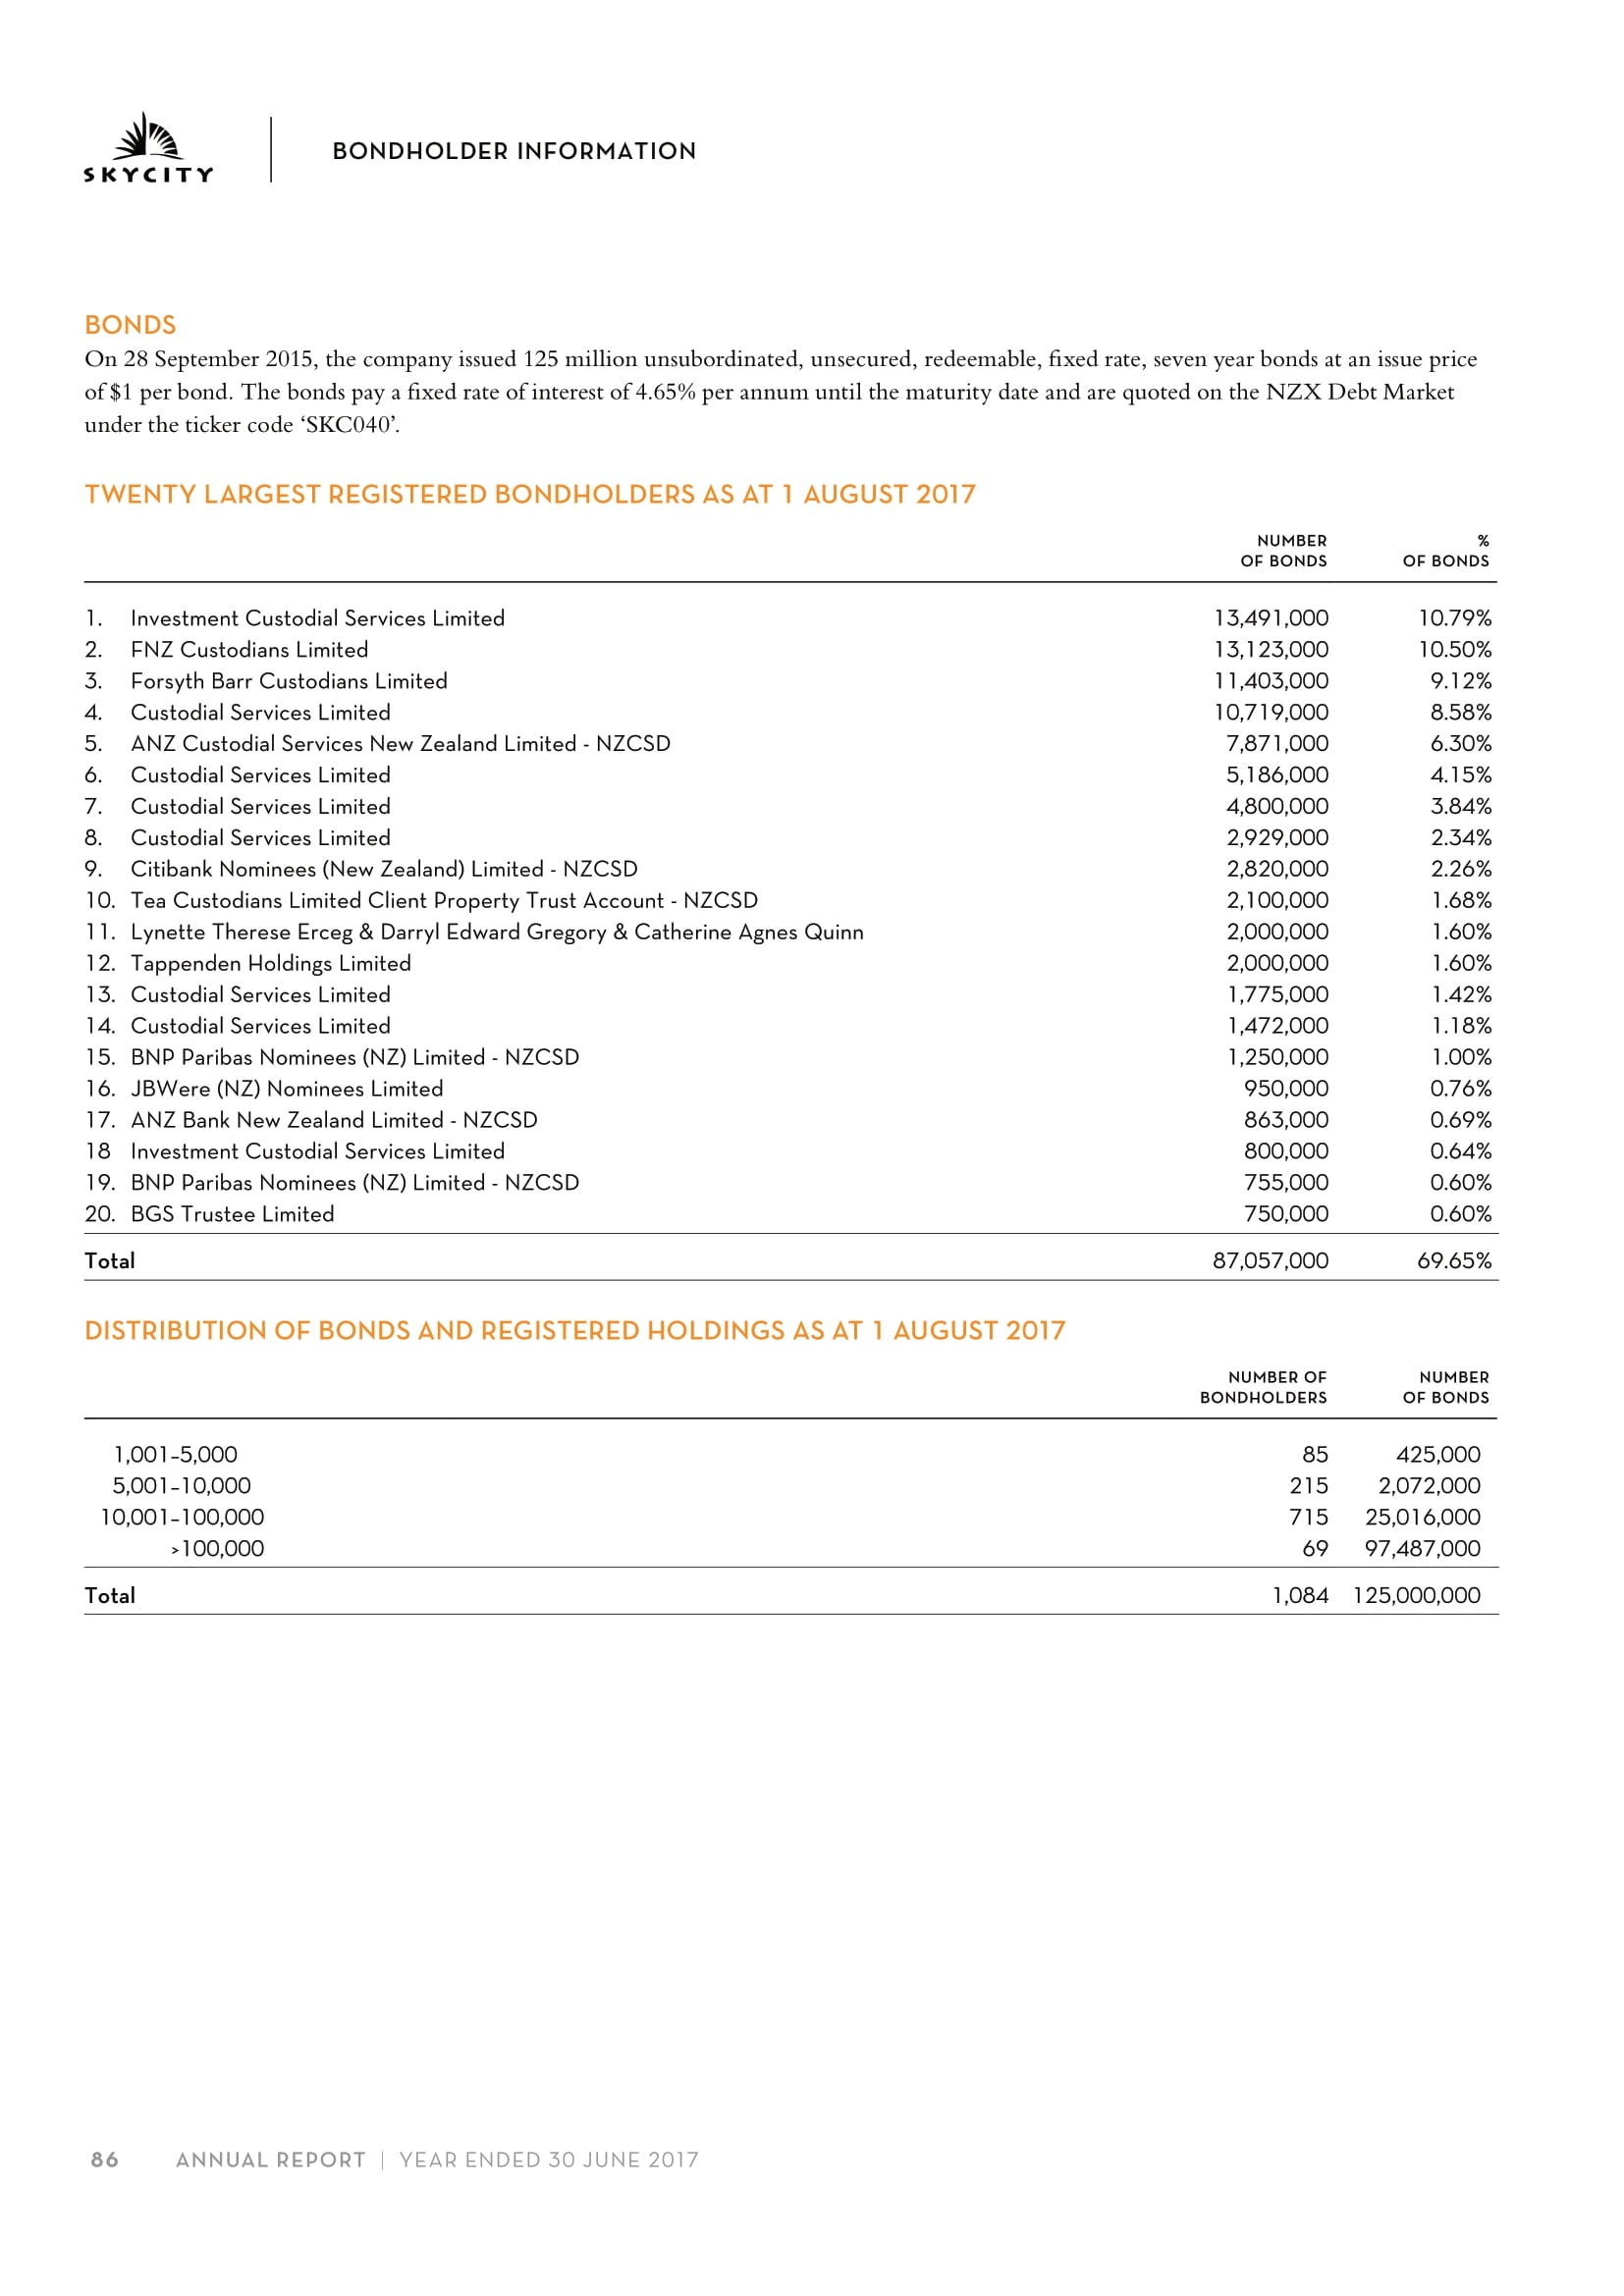 SKYCITY
BONDHOLDER INFORMATION
BONDS
On 28 September 2015, the company issued 125 million unsubordinated, unsecured, redeemable, fixed rate, seven year bonds at an issue price
of $1 per bond. The bonds pay a fixed rate of interest of 4.65% per annum until the maturity date and are quoted on the NZX Debt Market
under the ticker code ‘SKC040’.
TWENTY LARGEST REGISTERED BONDHOLDERS AS AT 1 AUGUST 2017
NUMBER %
OF BONDS OF BONDS
1. Investment Custodial Services Limited 13,491,000 10.79%
2. FNZ Custodians Limited 13,123,000 10.50%
3. Forsyth Barr Custodians Limited 11,403,000 9.12%
4. Custodial Services Limited 10,719,000 8.58%
5. ANZ Custodial Services New Zealand Limited - NZCSD 7,871,000 6.30%
6. Custodial Services Limited 5,186,000 4.15%
7. Custodial Services Limited 4,800,000 3.84%
8. Custodial Services Limited 2,929,000 2.34%
9. Citibank Nominees (New Zealand) Limited - NZCSD 2,820,000 2.26%
10. Tea Custodians Limited Client Property Trust Account - NZCSD 2,100,000 1.68%
11. Lynette Therese Erceg & Darryl Edward Gregory & Catherine Agnes Quinn 2,000,000 1.60%
12. Tappenden Holdings Limited 2,000,000 1.60%
13. Custodial Services Limited 1,775,000 1.42%
14. Custodial Services Limited 1,472,000 1.18%
15. BNP Paribas Nominees (NZ) Limited - NZCSD 1,250,000 1.00%
16. JBWere (NZ) Nominees Limited 950,000 0.76%
17. ANZ Bank New Zealand Limited - NZCSD 863,000 0.69%
18 Investment Custodial Services Limited 800,000 0.64%
19. BNP Paribas Nominees (NZ) Limited - NZCSD 755,000 0.60%
20. BGS Trustee Limited 750,000 0.60%
Total 87,057,000 69.65%
DISTRIBUTION OF BONDS AND REGISTERED HOLDINGS AS AT 1 AUGUST 2017
NUMBER OF NUMBER
BONDHOLDERS OF BONDS
1,001–5,000 85 425,000
5,001–10,000 215 2,072,000
10,001–100,000 715 25,016,000
>100,000 69 97,487,000
Total 1,084 125,000,000
86 ANNUAL REPORT | YEAR ENDED 30 JUNE 2017